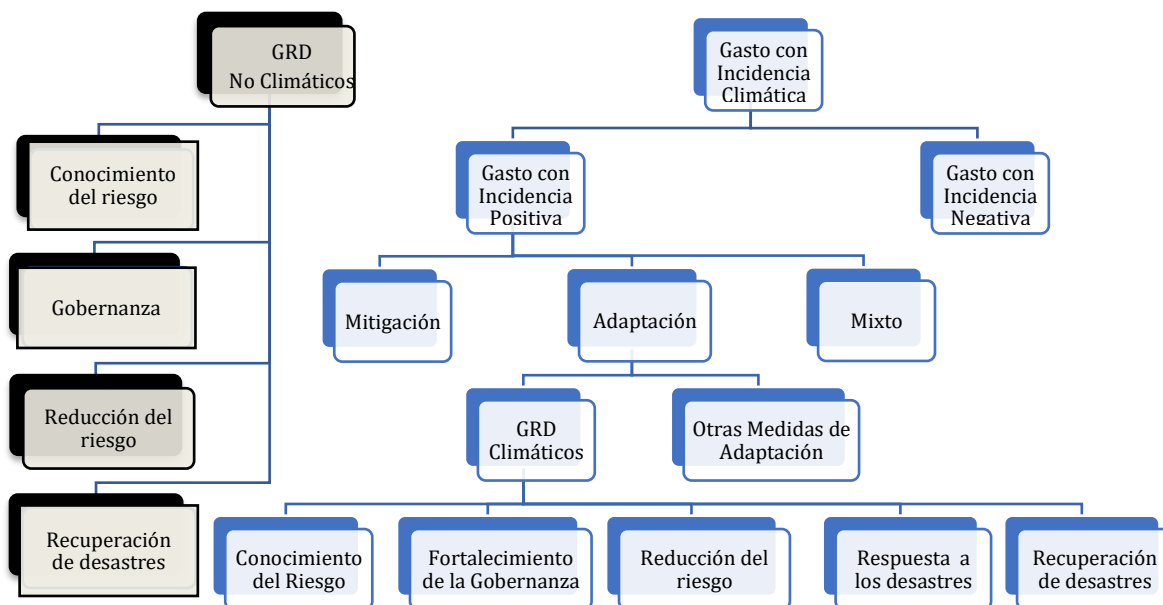 GRD
No Climáticos
Conocimiento
del riesgo
Gobernanza
Reducción del
riesgo
Recuperación
de desastres
Gasto con
Incidencia
Climática
Gasto con
Incidencia
Positiva
Gasto con
Incidencia
Negativa
Mitigación
Adaptación
Mixto
GRD
Climáticos
Otras Medidas de
Adaptación
Conocimiento
del Riesgo
Fortalecimiento
de la Gobernanza
Reducción del
riesgo
Respuesta a
los desastres
Recuperación
de desastres